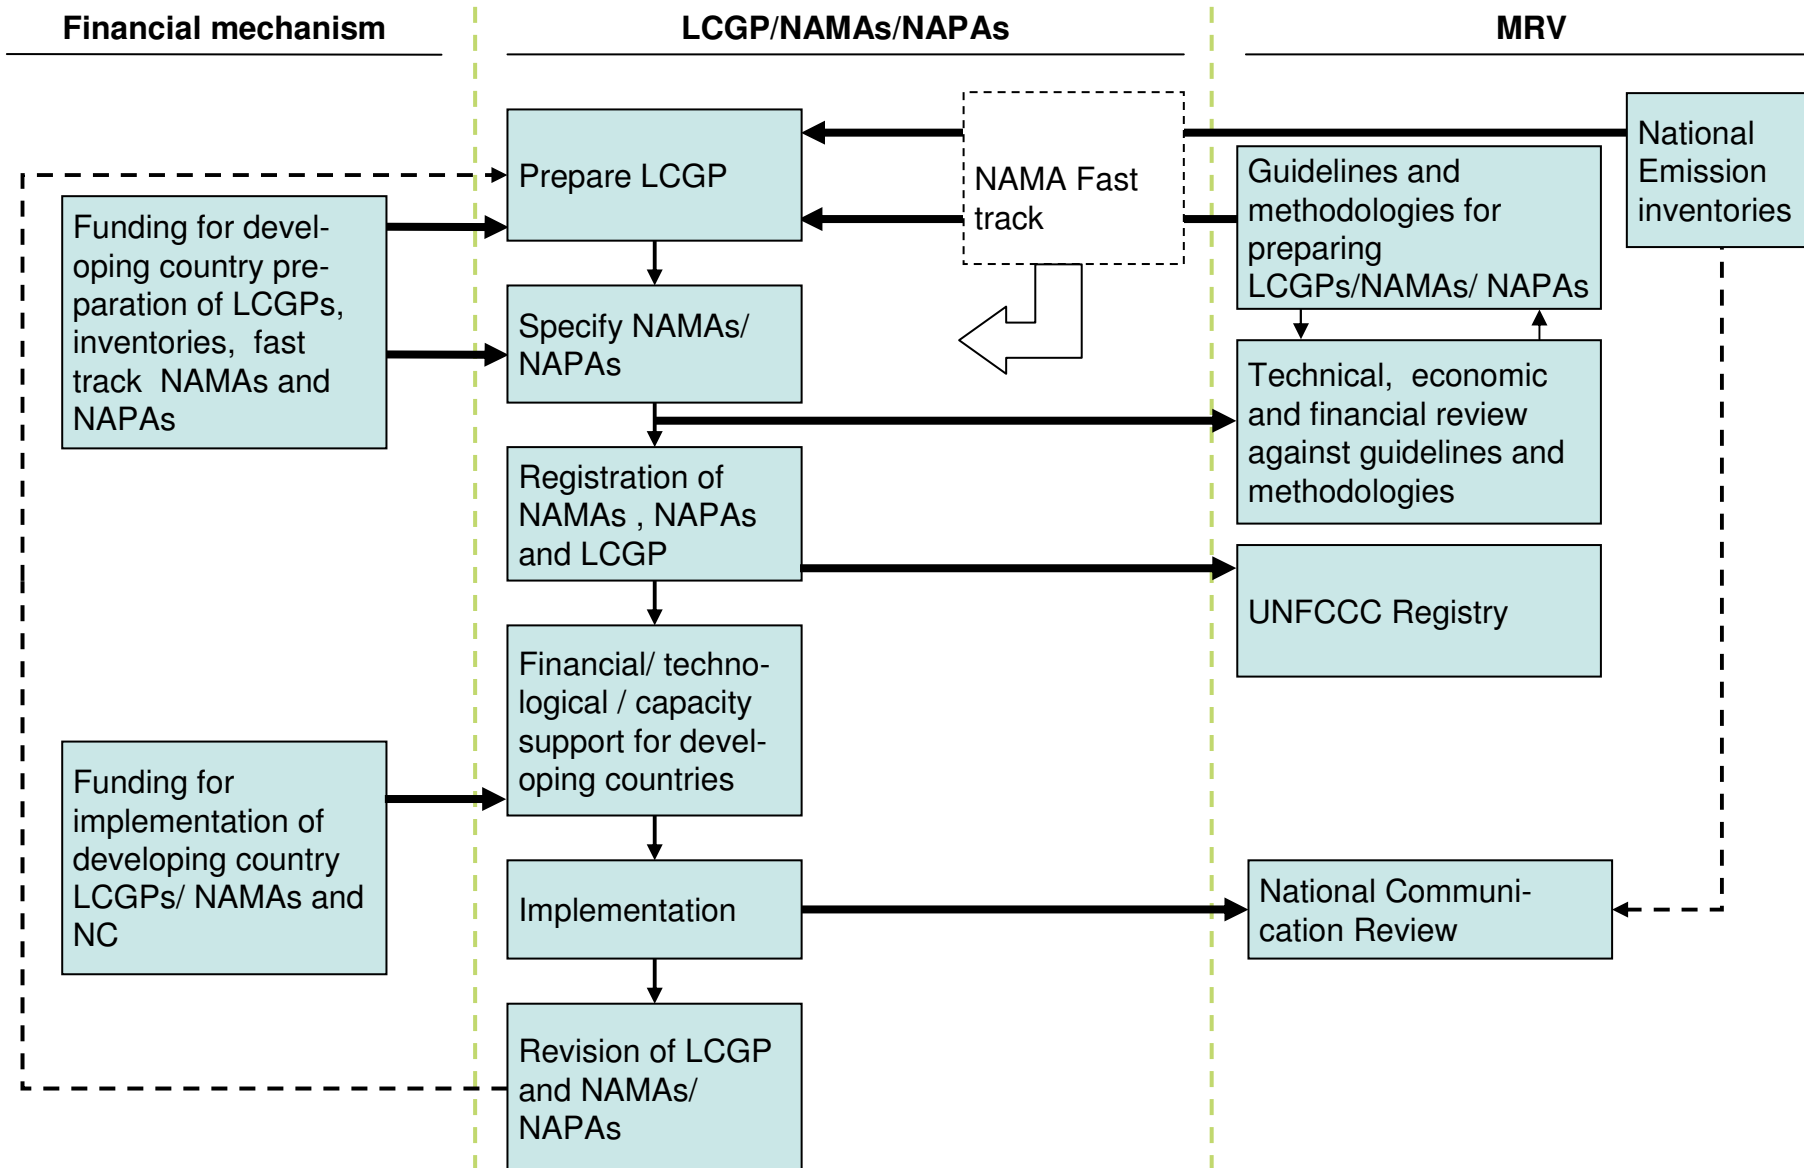 Financial mechanism
LCGP/NAMAs/NAPAs
MRV
Prepare LCGP
NAMA Fast
track
National
Emission
inventories
Guidelines and
methodologies for
preparing
LCGPs/NAMAs/ NAPAs
Funding for devel-
oping country pre-
paration of LCGPs,
inventories, fast
track NAMAs and
NAPAs
Specify NAMAs/
NAPAs
Technical, economic
and financial review
against guidelines and
methodologies
Registration of
NAMAs , NAPAs
and LCGP
UNFCCC Registry
Financial/ techno-
logical / capacity
support for devel-
oping countries
Funding for
implementation of
developing country
LCGPs/ NAMAs and
NC
Implementation
National Communi-
cation Review
Revision of LCGP
and NAMAs/
NAPAs